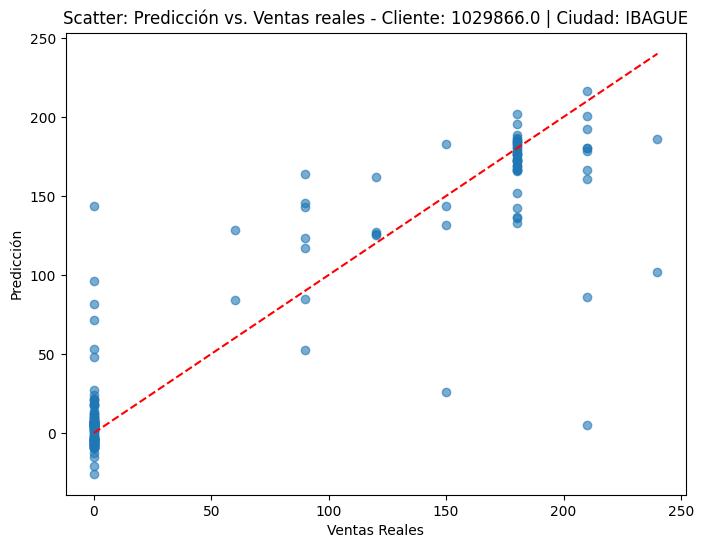 Scatter: Predicción vs. Ventas reales - Cliente: 1029866.0 | Ciudad: IBAGUE
250
200
150
100
50
0
Predicción
0 50 100 150 200 250
Ventas Reales